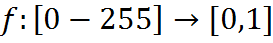 f: [0 − 255] → [0,1]